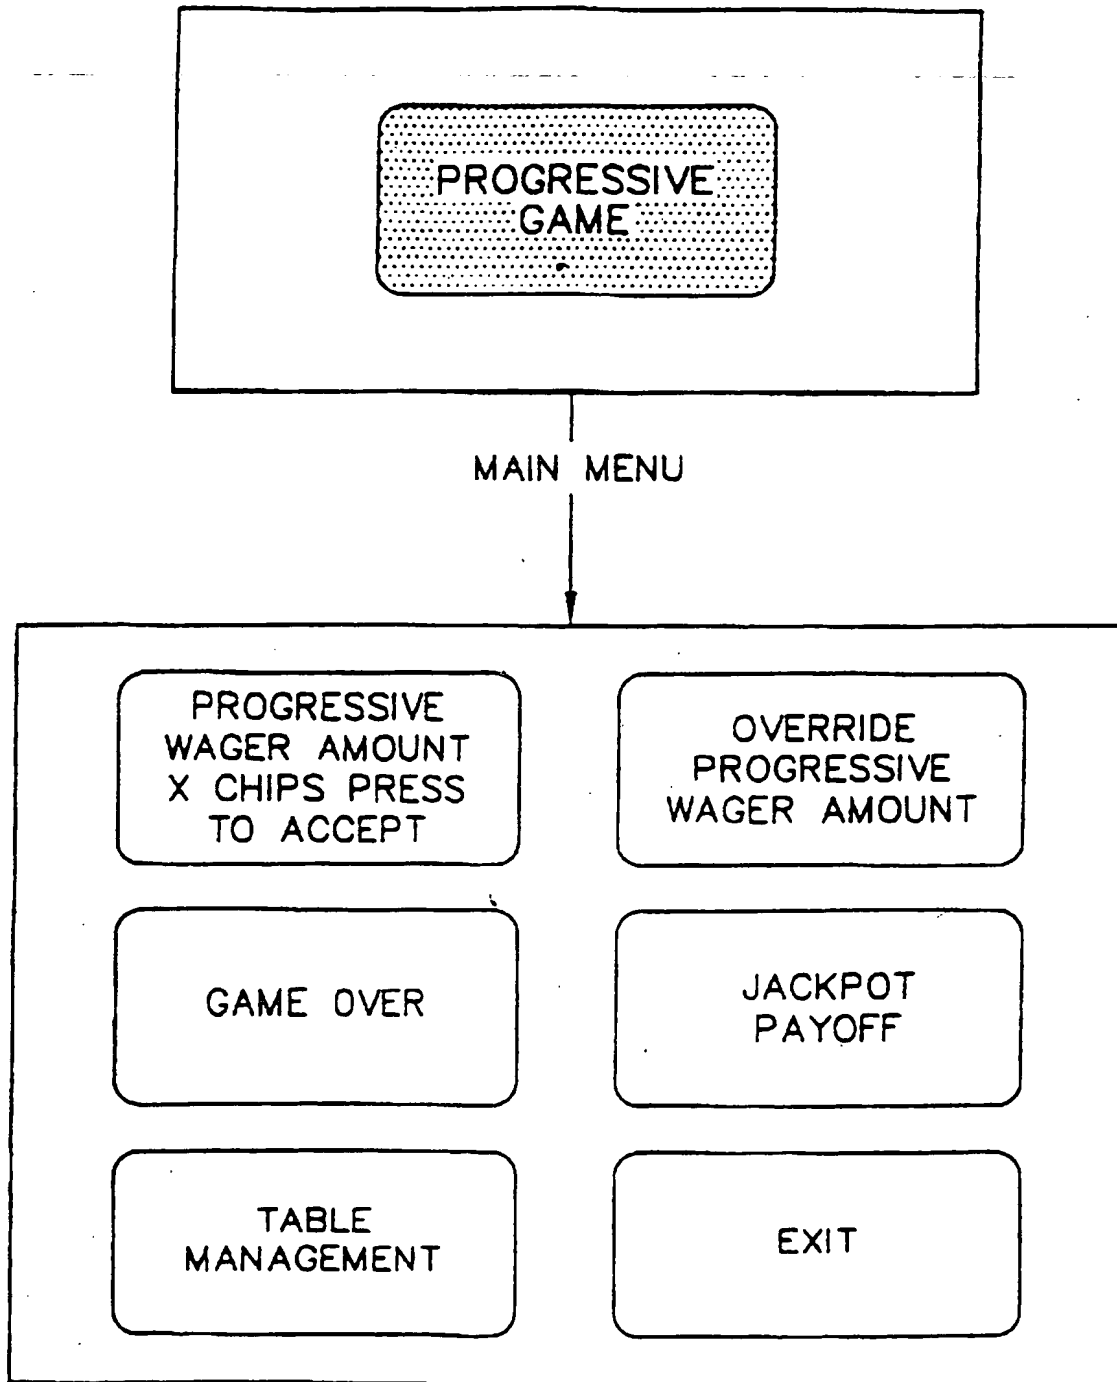 PROGRESSIVE
GAME
MAIN MENU
PROGRESSIVE
WAGER AMOUNT
X CHIPS PRESS
TO ACCEPT
OVERRIDE
PROGRESSIVE
WAGER AMOUNT
GAME OVER
JACKPOT
PAYOFF
TABLE
MANAGEMENT
EXIT